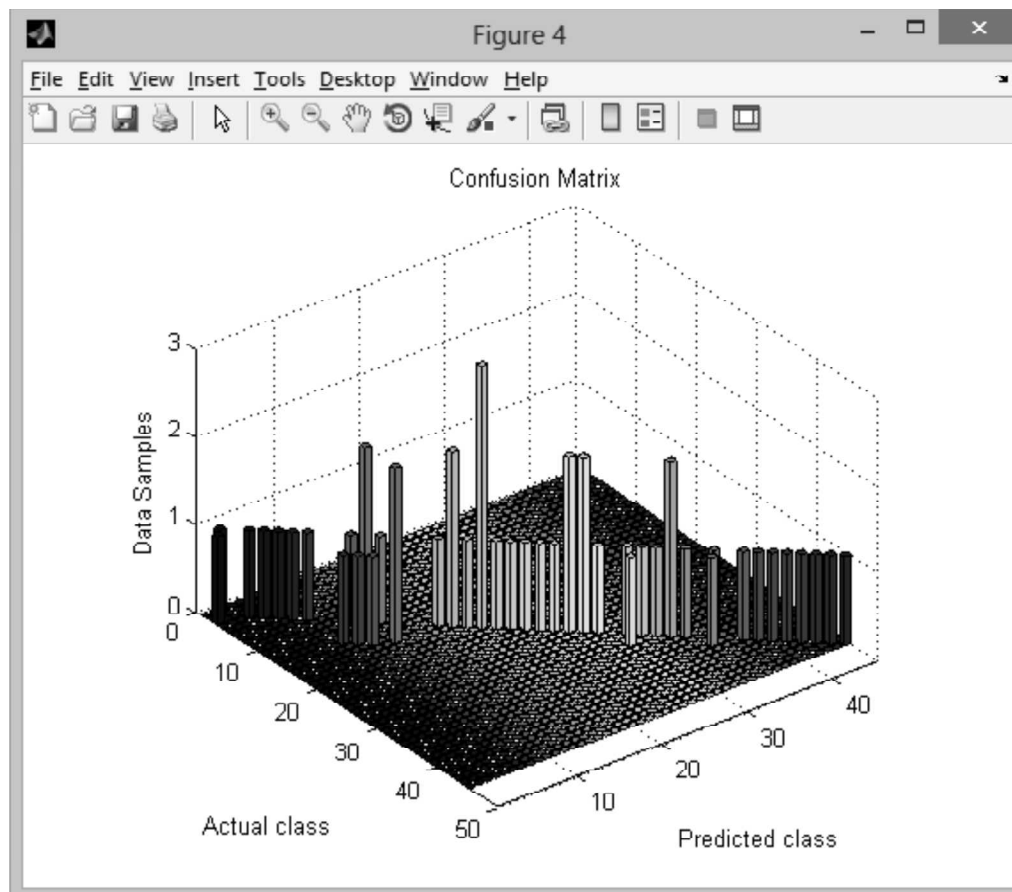 Figure 4
File Edit View Insert Tools Desktop Window Help
Confusion Matrix
3
2
1
0
Data Samples
0
10
20
30
40
50
Actual class
10
20
30
40
Predicted class